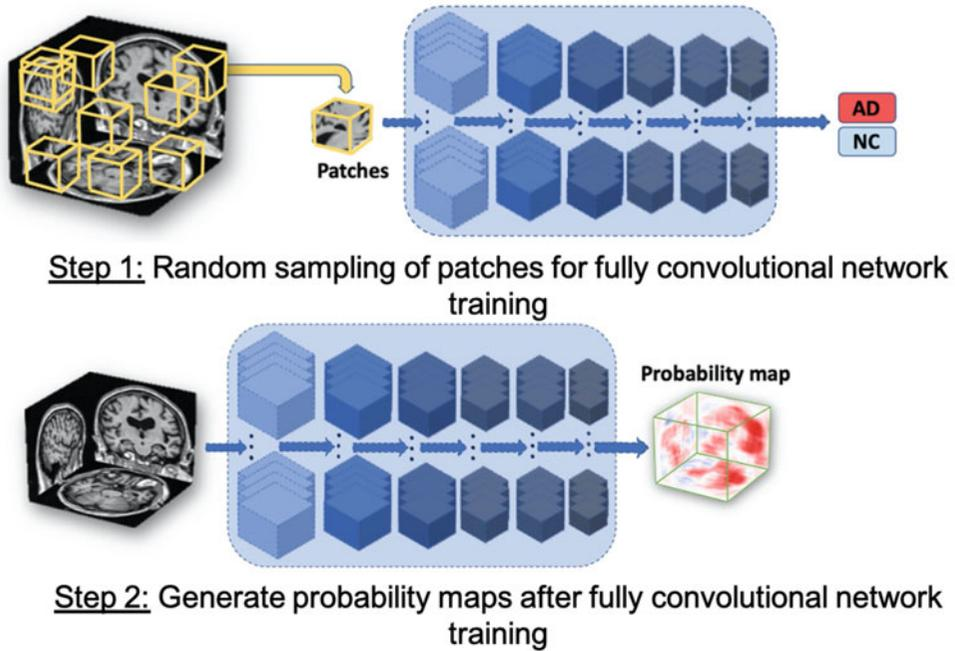 AD
NC
Patches
Step 1: Random sampling of patches for fully convolutional network
training
Probability map
Step 2: Generate probability maps after fully convolutional network
training